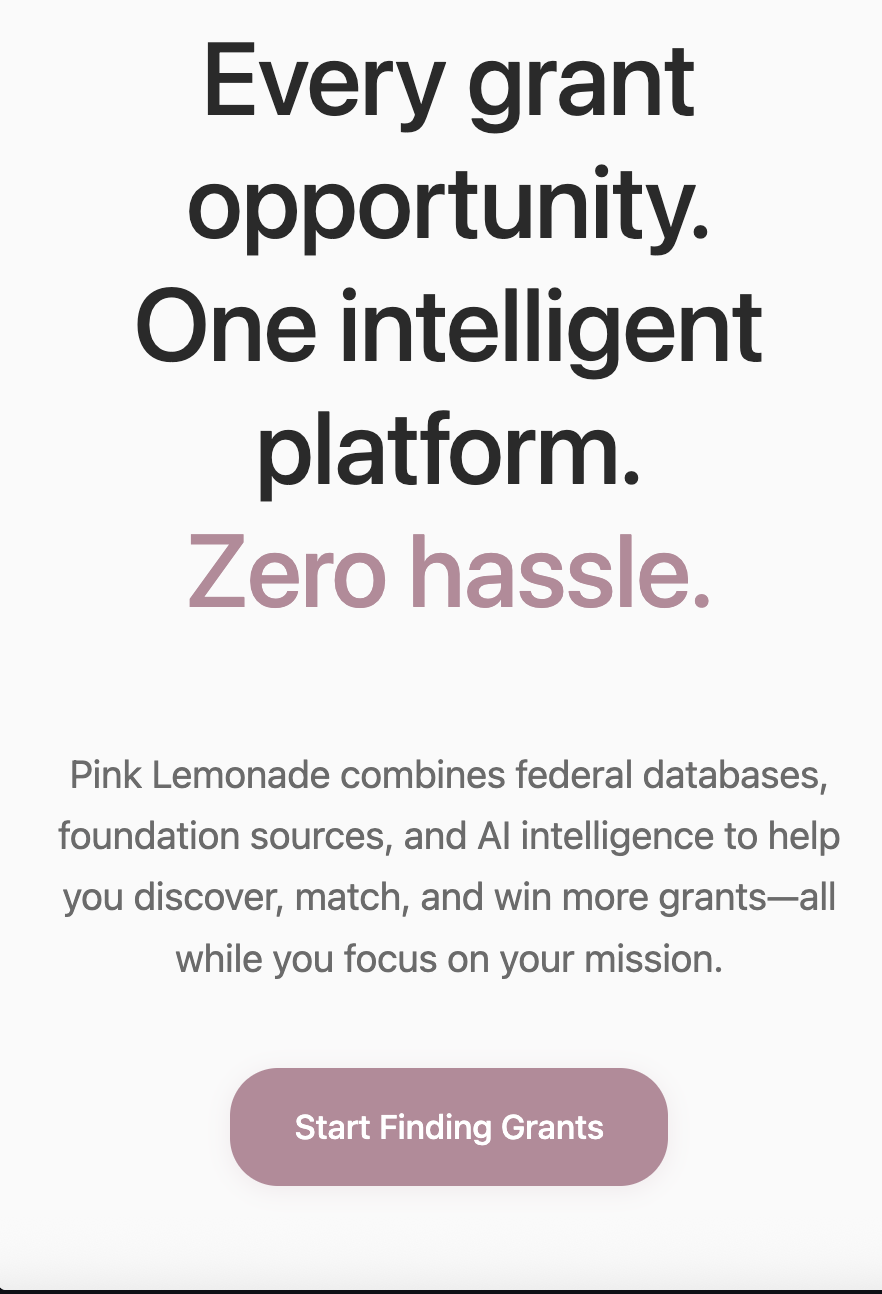 Every grant
opportunity.
One intelligent
platform.
Zero hassle.
Pink Lemonade combines federal databases,
foundation sources, and AI intelligence to help
you discover, match, and win more grants—all
while you focus on your mission.
Start Finding Grants